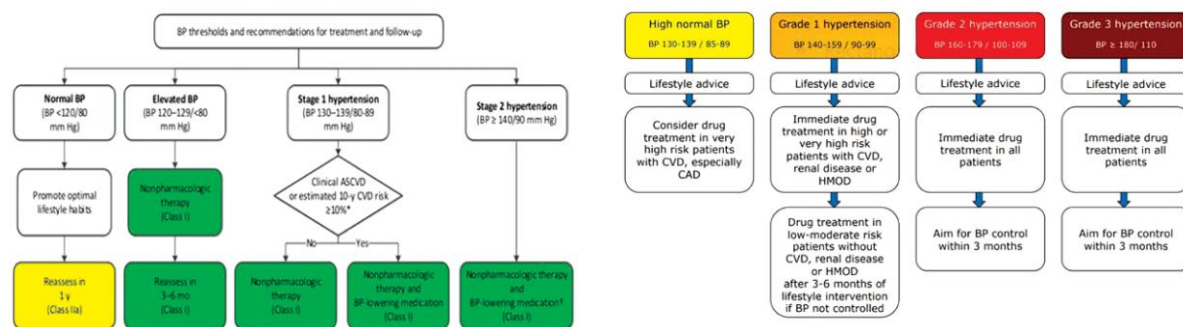 BP thresholds and recommendations for treatment and follow-up
Normal BP
(BP <120/80
mm Hg)
Elevated BP
(BP 120–129/<80
mm Hg)
Stage 1 hypertension
(BP 130–139/80-89
mm Hg)
Stage 2 hypertension
(BP ≥ 140/90 mm Hg)
Promote optimal
lifestyle habits
Nonpharmacologic
therapy
(Class I)
Clinical ASCVD
or estimated 10-y CVD risk
≥10%*
No
Yes
Reassess in
1 y
(Class IIa)
Reassess in
3–6 mo
(Class I)
Nonpharmacologic
therapy
(Class I)
Nonpharmacologic
therapy and
BP-lowering medication
(Class I)
Nonpharmacologic therapy
and
BP-lowering medication†
(Class I)
High normal BP
BP 130-139 / 85-89
Lifestyle advice
Consider drug
treatment in very
high risk patients
with CVD, especially
CAD
Grade 1 hypertension
BP 140-159 / 90-99
Lifestyle advice
Immediate drug
treatment in high or
very high risk
patients with CVD,
renal disease or
HMOD
Drug treatment in
low-moderate risk
patients without
CVD, renal disease
or HMOD
after 3-6 months of
lifestyle intervention
if BP not controlled
Grade 2 hypertension
BP 160-179 / 100-109
Lifestyle advice
Immediate drug
treatment in all
patients
Aim for BP control
within 3 months
Grade 3 hypertension
BP ≥ 180/ 110
Lifestyle advice
Immediate drug
treatment in all
patients
Aim for BP control
within 3 months